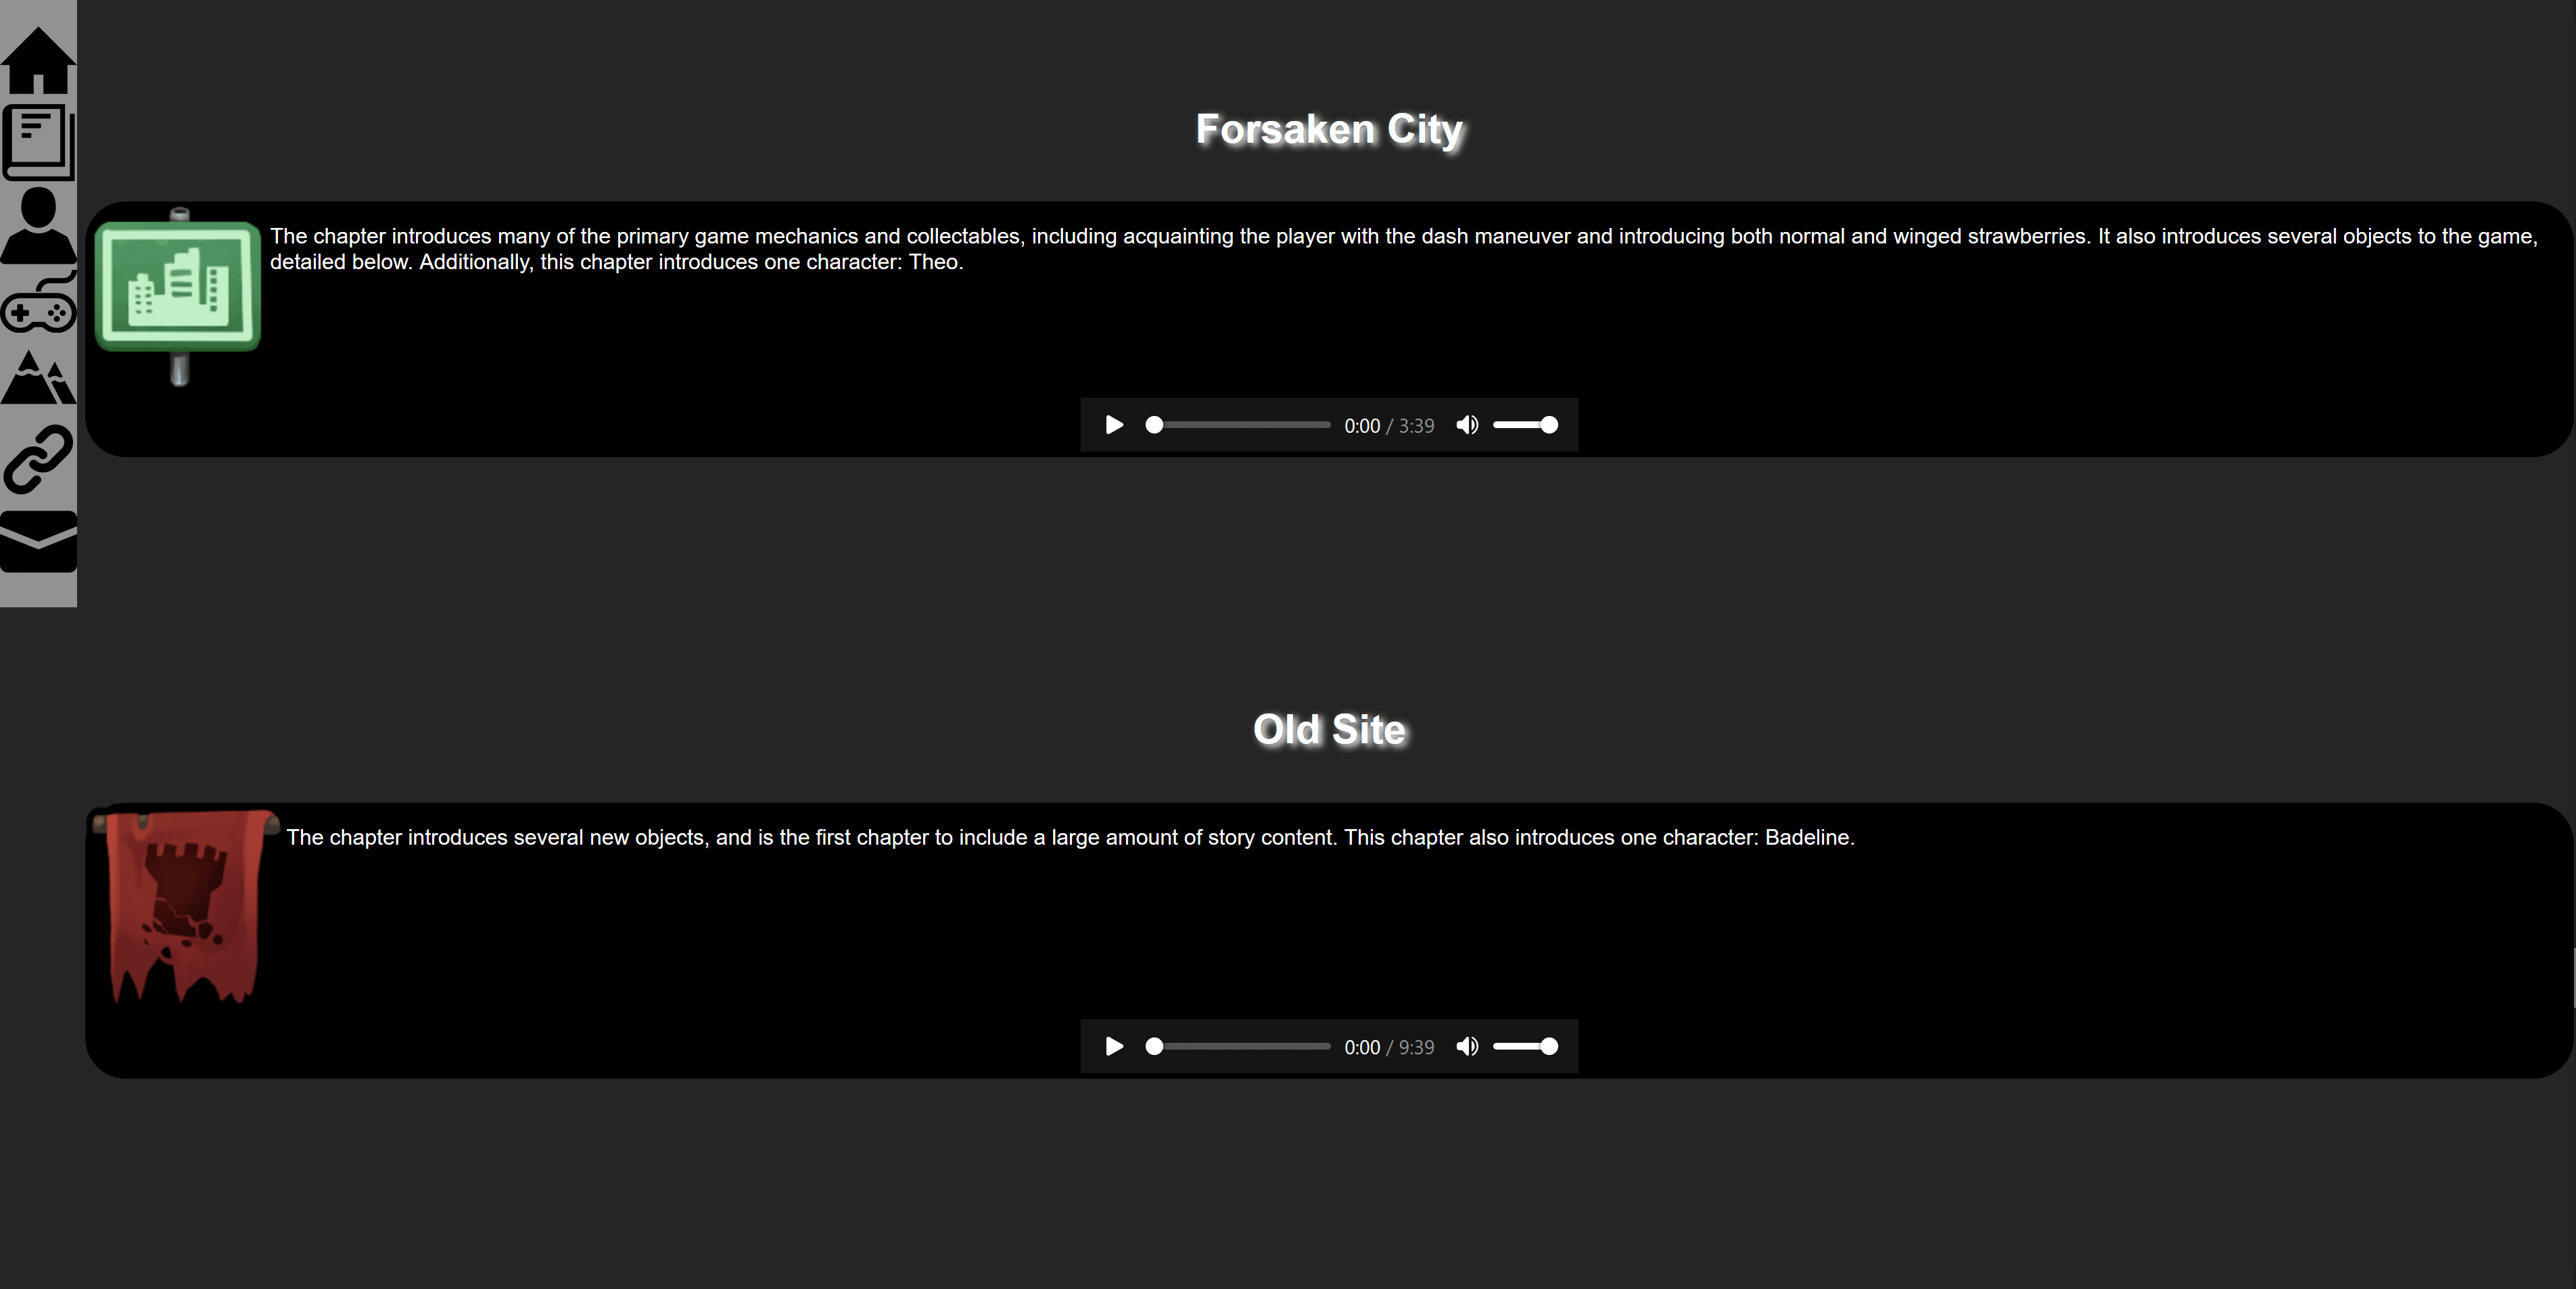 Forsaken City
The chapter introduces many of the primary game mechanics and collectables, including acquainting the player with the dash maneuver and introducing both normal and winged strawberries. It also introduces several objects to the game,
detailed below. Additionally, this chapter introduces one character: Theo.
0:00 / 3:39
Old Site
The chapter introduces several new objects, and is the first chapter to include a large amount of story content. This chapter also introduces one character: Badeline.
0:00 / 9:39